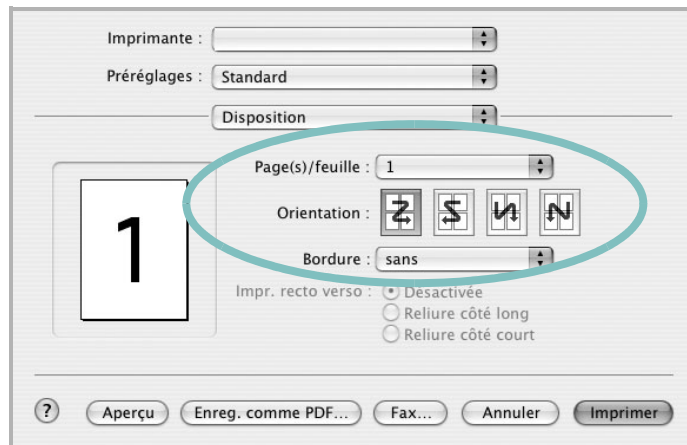 Imprimante :
Préréglages : Standard
Disposition
Page(s)/feuille : 1
Orientation :
Bordure : sans
1
Impr. recto verso : Désactivée
Reliure côté long
Reliure côté court
? Aperçu Enreg. comme PDF... Fax... Annuler Imprimer